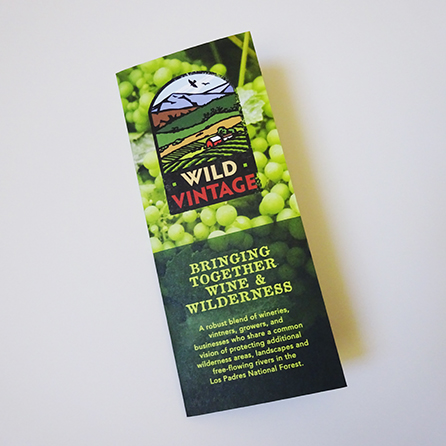 WILD
VINTAGE
BRINGING
TOGETHER
WINE &
WILDERNESS
A robust blend of wineries,
vintners, growers, and
businesses who share a common
vision of protecting additional
wilderness areas, landscapes and
free-flowing rivers in the
Los Padres National Forest.